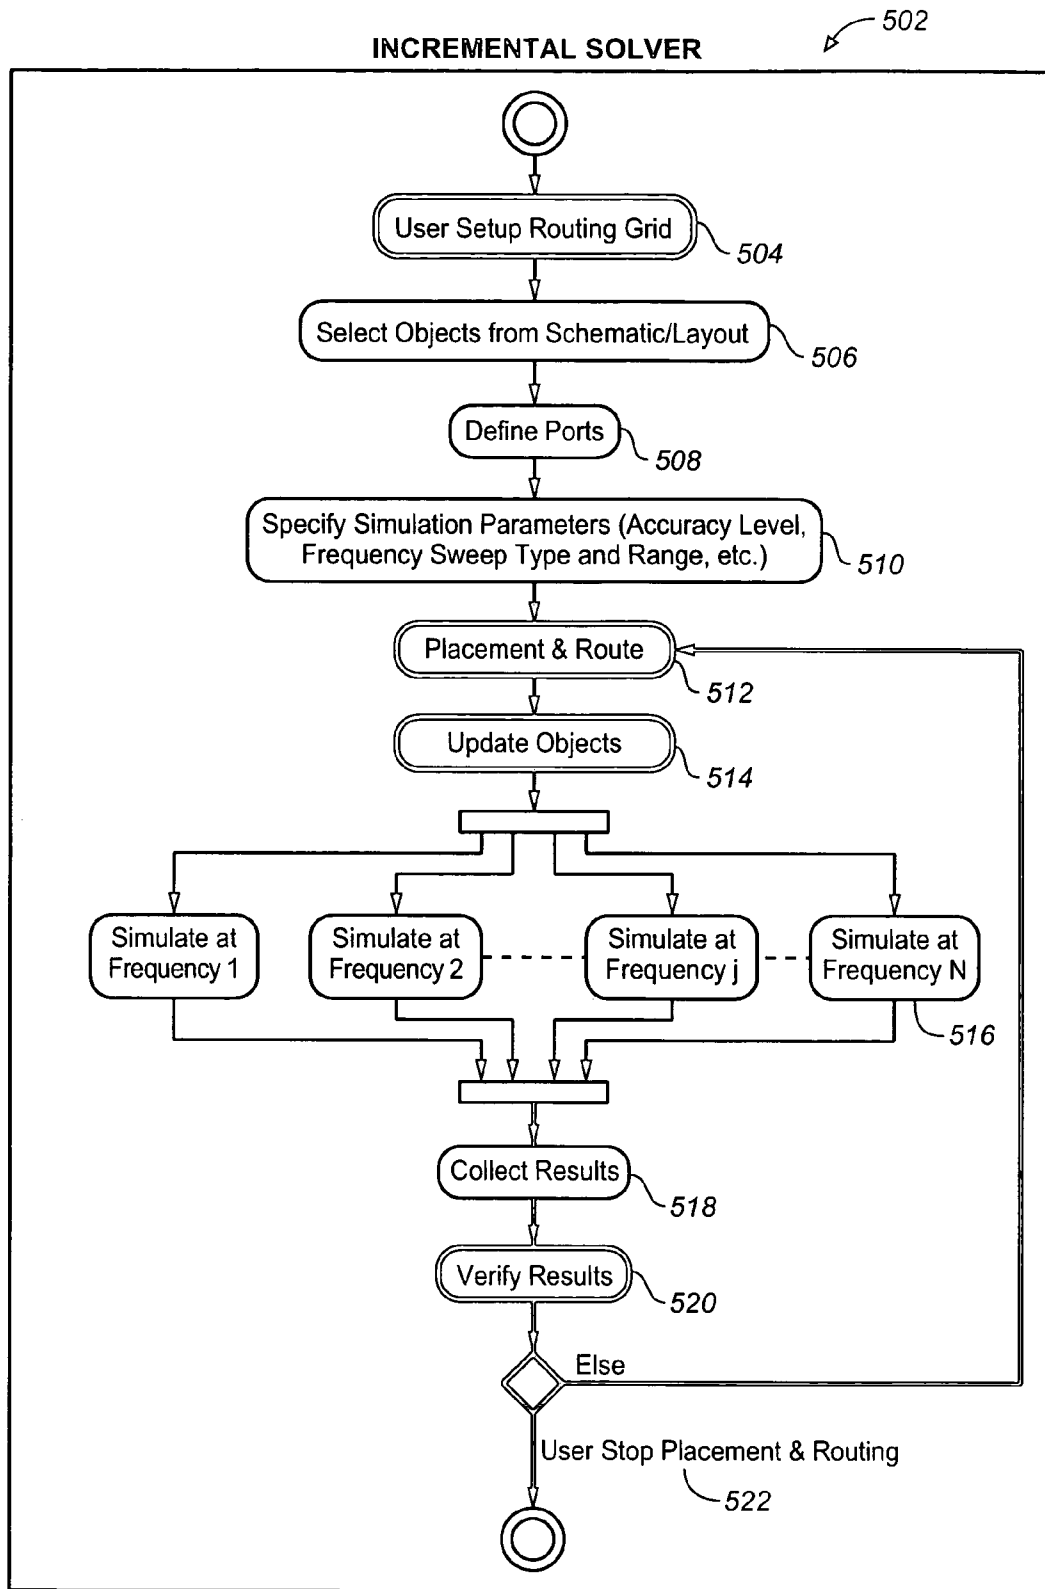 502
INCREMENTAL SOLVER
User Setup Routing Grid
504
Select Objects from Schematic/Layout
506
Define Ports
508
Specify Simulation Parameters (Accuracy Level,
Frequency Sweep Type and Range, etc.)
510
Placement & Route
512
Update Objects
514
Simulate at
Frequency 1
Simulate at
Frequency 2
Simulate at
Frequency j
Simulate at
Frequency N
516
Collect Results
518
Verify Results
520
Else
User Stop Placement & Routing
522